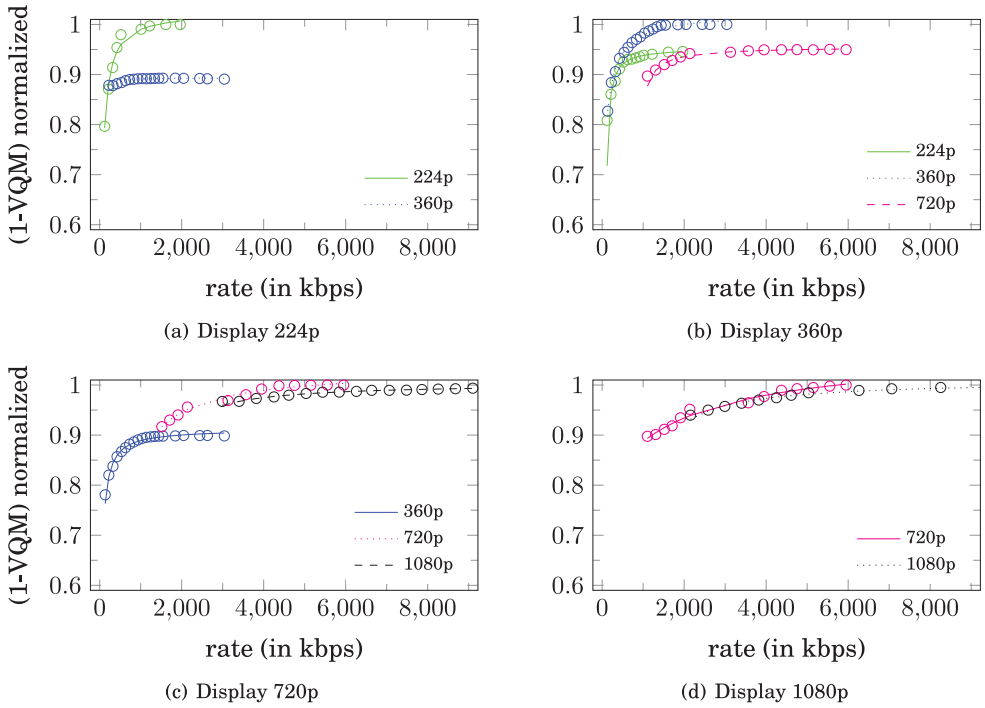 1
0.9
0.8
0.7
0.6
(1-VQM) normalized
224p
360p
0 2,000 4,000 6,000 8,000
rate (in kbps)
(a) Display 224p
1
0.9
0.8
0.7
0.6
224p
360p
720p
0 2,000 4,000 6,000 8,000
rate (in kbps)
(b) Display 360p
1
0.9
0.8
0.7
0.6
(1-VQM) normalized
360p
720p
1080p
0 2,000 4,000 6,000 8,000
rate (in kbps)
(c) Display 720p
1
0.9
0.8
0.7
0.6
720p
1080p
0 2,000 4,000 6,000 8,000
rate (in kbps)
(d) Display 1080p